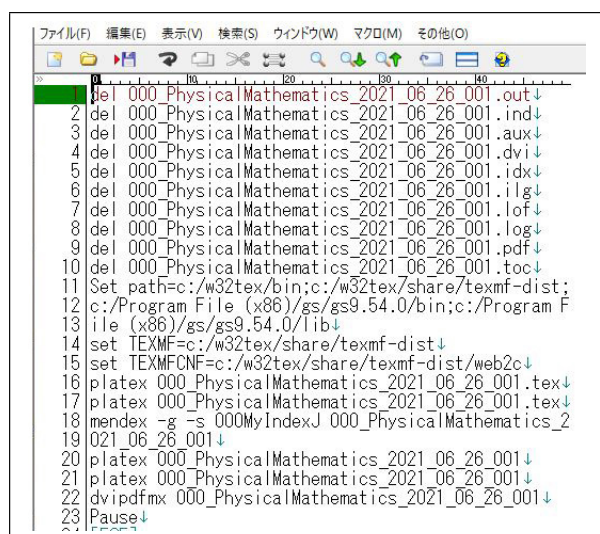 ファイル(F) 編集(E) 表示(V) 検索(S) ウィンドウ(W) マクロ(M) その他(O)
0 10 20 30 40
1 del 000_PhysicalMathematics_2021_06_26_001.out↓
2 del 000_PhysicalMathematics_2021_06_26_001.ind↓
3 del 000_PhysicalMathematics_2021_06_26_001.aux↓
4 del 000_PhysicalMathematics_2021_06_26_001.dvi↓
5 del 000_PhysicalMathematics_2021_06_26_001.idx↓
6 del 000_PhysicalMathematics_2021_06_26_001.ilg↓
7 del 000_PhysicalMathematics_2021_06_26_001.lof↓
8 del 000_PhysicalMathematics_2021_06_26_001.log↓
9 del 000_PhysicalMathematics_2021_06_26_001.pdf↓
10 del 000_PhysicalMathematics_2021_06_26_001.toc↓
11 Set path=c:/w32tex/bin;c:/w32tex/share/texmf-dist;
12 c:/Program File (x86)/gs/gs9.54.0/bin;c:/Program F
13 ile (x86)/gs/gs9.54.0/lib↓
14 set TEXMF=c:/w32tex/share/texmf-dist↓
15 set TEXMFCNF=c:/w32tex/share/texmf-dist/web2c↓
16 platex 000_PhysicalMathematics_2021_06_26_001.tex↓
17 platex 000_PhysicalMathematics_2021_06_26_001.tex↓
18 mendex -g -s 000MyIndexJ 000_PhysicalMathematics_2
19 021_06_26_001↓
20 platex 000_PhysicalMathematics_2021_06_26_001↓
21 platex 000_PhysicalMathematics_2021_06_26_001↓
22 dvipdfmx 000_PhysicalMathematics_2021_06_26_001↓
23 Pause↓